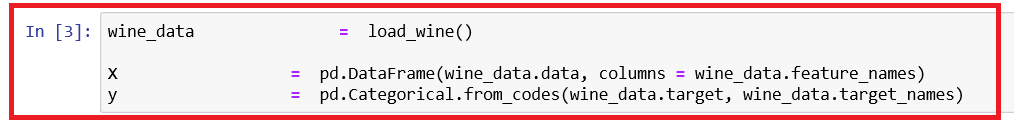 In [3]: wine_data = load_wine()
X = pd.DataFrame(wine_data.data, columns = wine_data.feature_names)
y = pd.Categorical.from_codes(wine_data.target, wine_data.target_names)